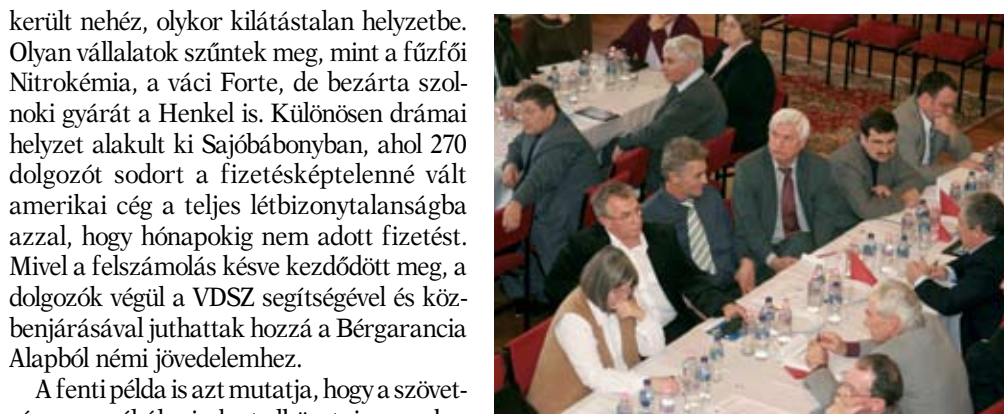 került nehéz, olykor kilátástalan helyzetbe.
Olyan vállalatok szűntek meg, mint a fűzfői
Nitrokémia, a váci Forte, de bezárta szol-
noki gyárát a Henkel is. Különösen drámai
helyzet alakult ki Sajóbábonyban, ahol 270
dolgozót sodort a fizetésképtelenné vált
amerikai cég a teljes létbizonytalanságba
azzal, hogy hónapokig nem adott fizetést.
Mivel a felszámolás késve kezdődött meg, a
dolgozók végül a VDSZ segítségével és köz-
benjárásával juthattak hozzá a Bérgarancia
Alapból némi jövedelemhez.
A fenti példa is azt mutatja, hogy a szövet-